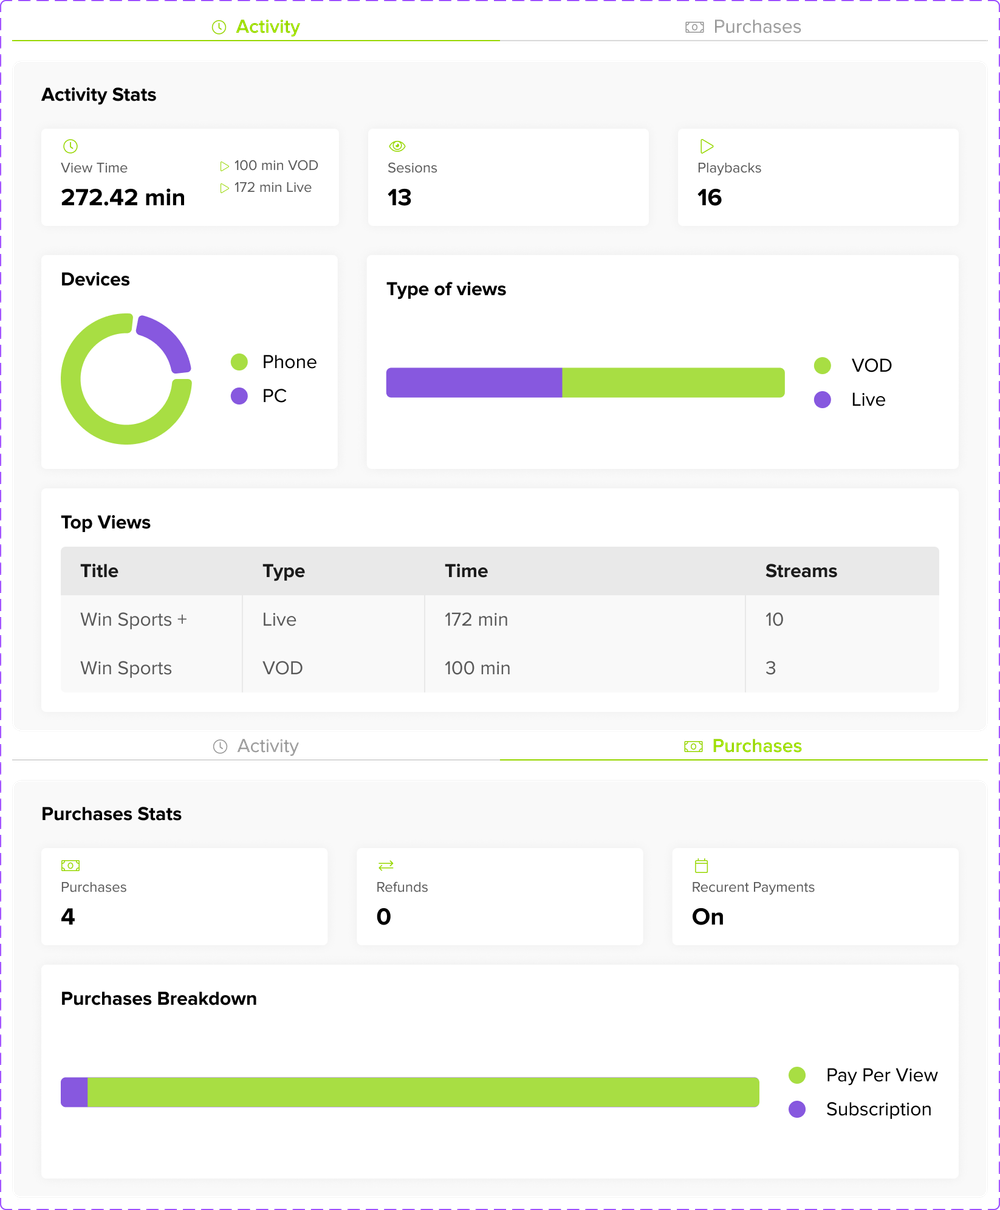 Activity
Purchases
Activity Stats
View Time
272.42 min
100 min VOD
172 min Live
Sesions
13
Playbacks
16
Devices
Phone
PC
Type of views
VOD
Live
Top Views
Title Type Time Streams
Win Sports + Live 172 min 10
Win Sports VOD 100 min 3
Activity
Purchases
Purchases Stats
Purchases
4
Refunds
0
Recurent Payments
On
Purchases Breakdown
Pay Per View
Subscription